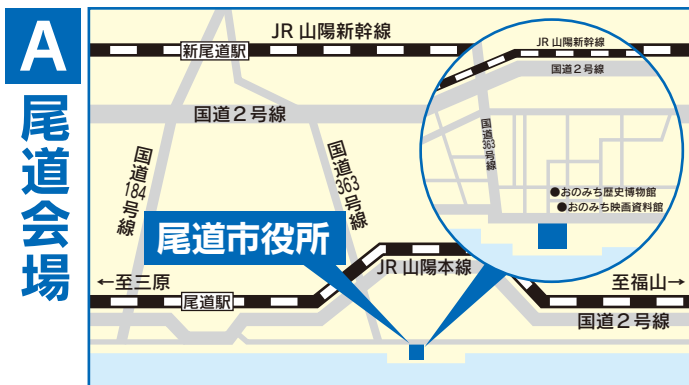 A
尾道会場
JR 山陽新幹線
新尾道駅
国道2号線
国道184号線
国道363号線
尾道市役所
JR 山陽本線
←至三原
尾道駅
至福山→
国道2号線
JR 山陽新幹線
国道2号線
国道363号線
●おのみち歴史博物館
●おのみち映画資料館